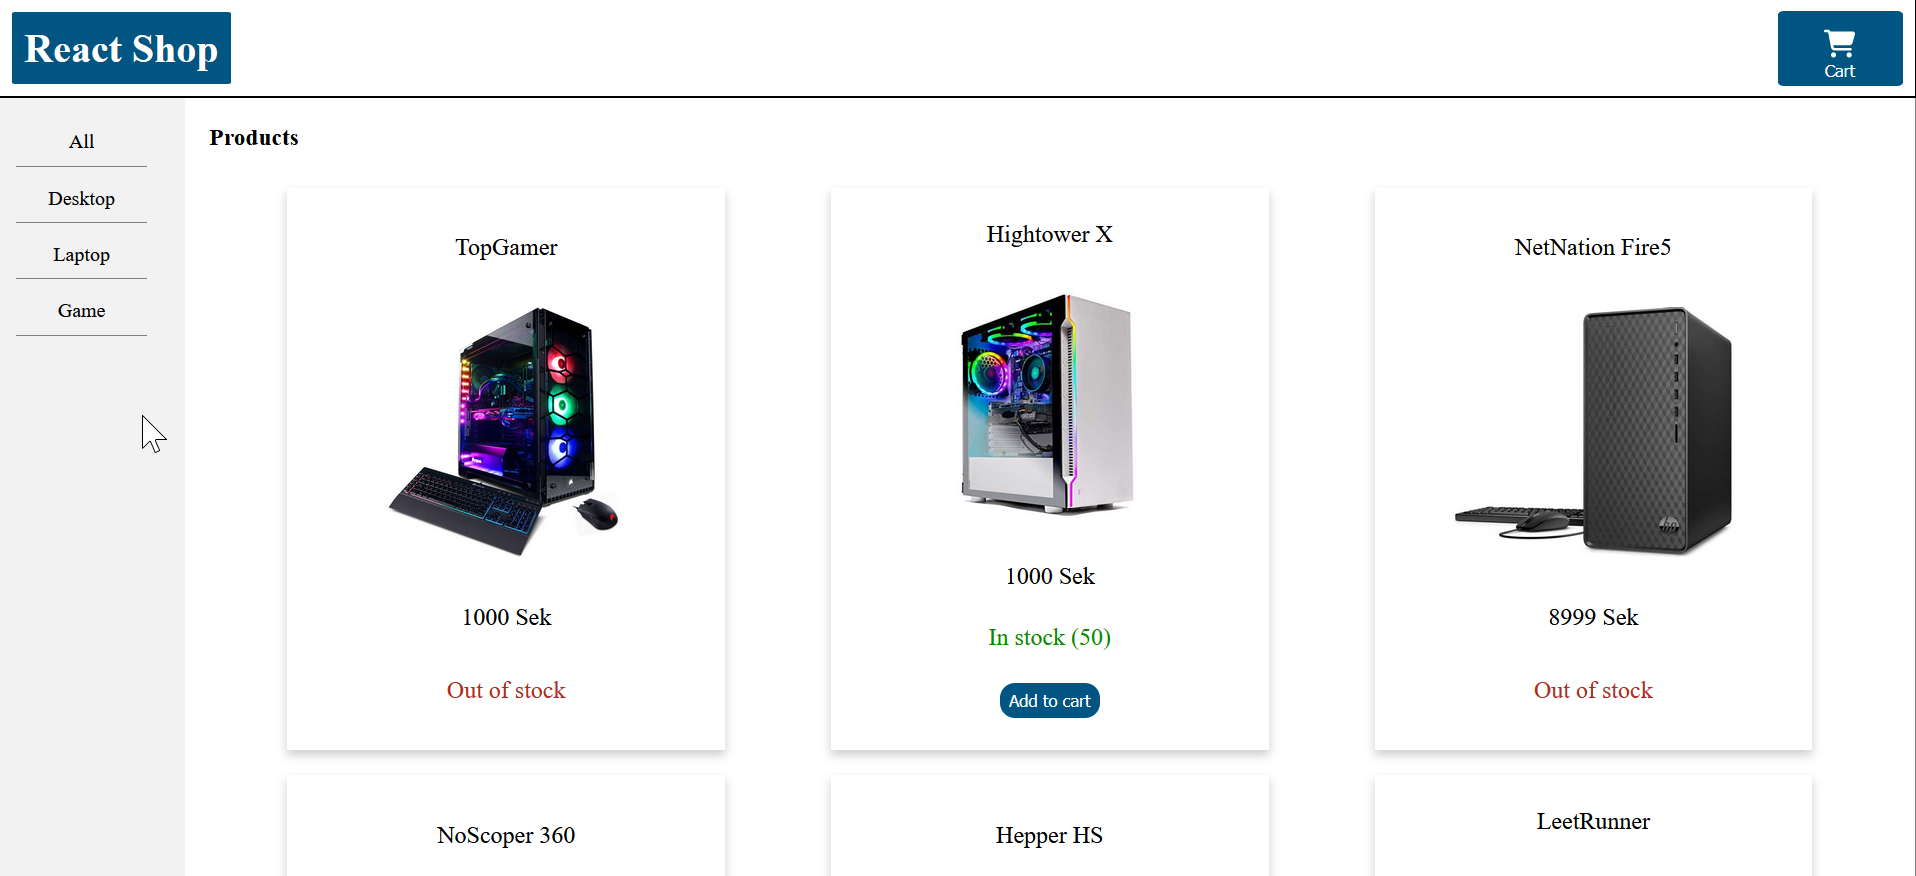 React Shop
Cart
All
Desktop
Laptop
Game
Products
TopGamer
1000 Sek
Out of stock
Hightower X
1000 Sek
In stock (50)
Add to cart
NetNation Fire5
hp
8999 Sek
Out of stock
NoScoper 360
Hepper HS
LeetRunner